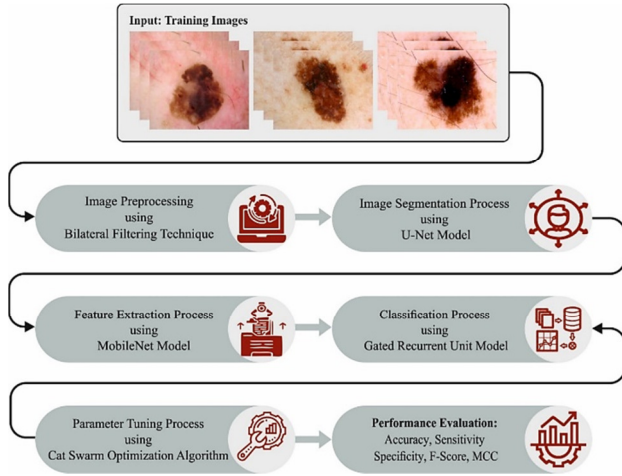 Input: Training Images
Image Preprocessing
using
Bilateral Filtering Technique
Image Segmentation Process
using
U-Net Model
Feature Extraction Process
using
MobileNet Model
Classification Process
using
Gated Recurrent Unit Model
Parameter Tuning Process
using
Cat Swarm Optimization Algorithm
Performance Evaluation:
Accuracy, Sensitivity
Specificity, F-Score, MCC